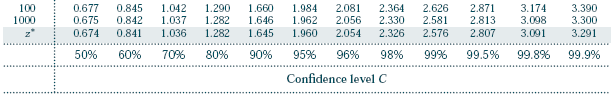 100 0.677 0.845 1.042 1.290 1.660 1.984 2.081 2.364 2.626 2.871 3.174 3.390
1000 0.675 0.842 1.037 1.282 1.646 1.962 2.056 2.330 2.581 2.813 3.098 3.300
z* 0.674 0.841 1.036 1.282 1.645 1.960 2.054 2.326 2.576 2.807 3.091 3.291
50% 60% 70% 80% 90% 95% 96% 98% 99% 99.5% 99.8% 99.9%
Confidence level C